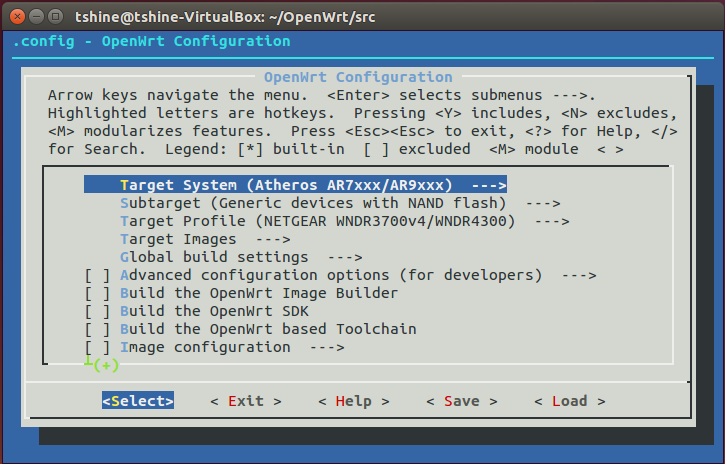 tshine@tshine-VirtualBox: ~/OpenWrt/src
.config - OpenWrt Configuration
OpenWrt Configuration
Arrow keys navigate the menu.  <Enter> selects submenus --->.
Highlighted letters are hotkeys.  Pressing <Y> includes, <N> excludes,
<M> modularizes features.  Press <Esc><Esc> to exit, <?> for Help, </>
for Search.  Legend: [*] built-in  [ ] excluded  <M> module  < >
Target System (Atheros AR7xxx/AR9xxx)  --->
Subtarget (Generic devices with NAND flash)  --->
Target Profile (NETGEAR WNDR3700v4/WNDR4300)  --->
Target Images  --->
Global build settings  --->
[ ] Advanced configuration options (for developers)  --->
[ ] Build the OpenWrt Image Builder
[ ] Build the OpenWrt SDK
[ ] Build the OpenWrt based Toolchain
[ ] Image configuration  --->
┴(+)
<Select>    < Exit >    < Help >    < Save >    < Load >